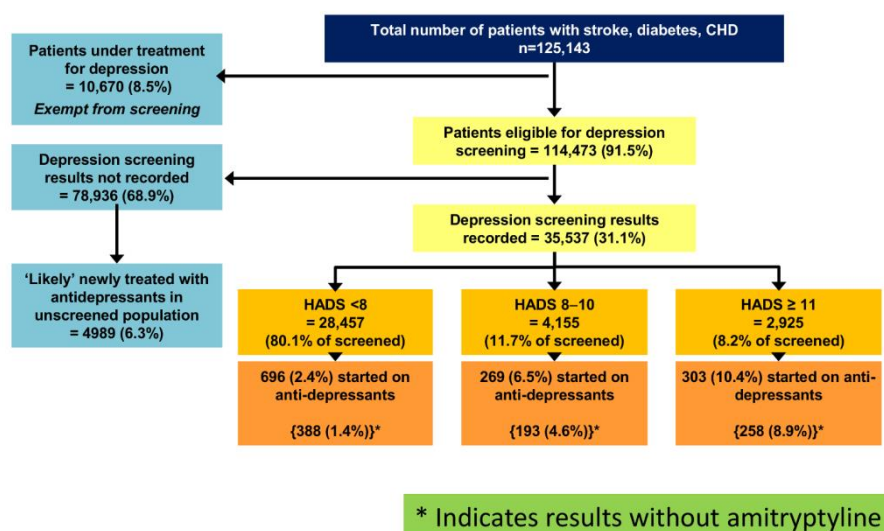 Total number of patients with stroke, diabetes, CHD
n=125,143
Patients under treatment
for depression
= 10,670 (8.5%)
Exempt from screening
Patients eligible for depression
screening = 114,473 (91.5%)
Depression screening
results not recorded
= 78,936 (68.9%)
Depression screening results
recorded = 35,537 (31.1%)
‘Likely’ newly treated with
antidepressants in
unscreened population
= 4989 (6.3%)
HADS <8
= 28,457
(80.1% of screened)
HADS 8–10
= 4,155
(11.7% of screened)
HADS ≥ 11
= 2,925
(8.2% of screened)
696 (2.4%) started on
anti-depressants
{388 (1.4%)}*
269 (6.5%) started on
anti-depressants
{193 (4.6%)}*
303 (10.4%) started on anti-
depressants
{258 (8.9%)}*
* Indicates results without amitryptyline